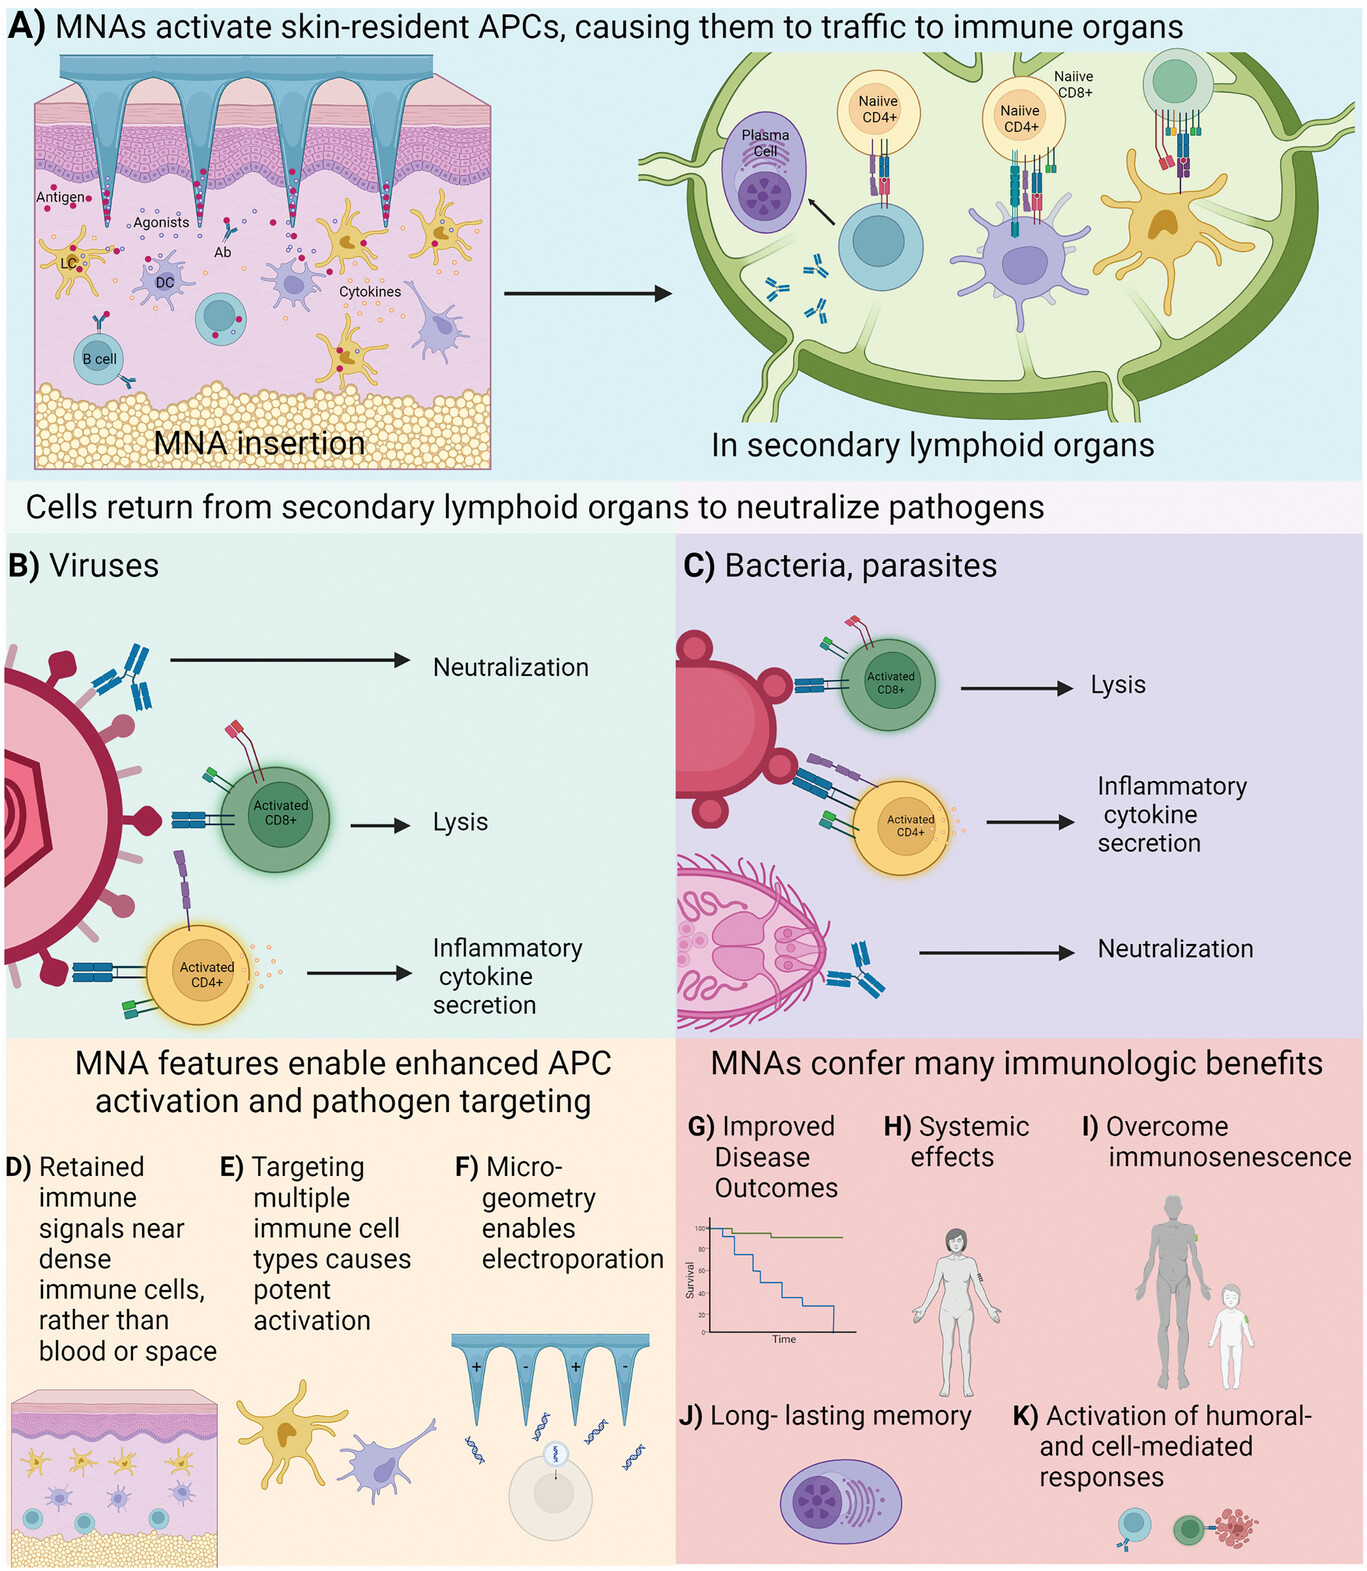 A) MNAs activate skin-resident APCs, causing them to traffic to immune organs
Antigen
Agonists
Ab
LC
DC
Cytokines
B cell
MNA insertion
Plasma
Cell
Naiive
CD4+
Naiive
CD4+
Naiive
CD8+
In secondary lymphoid organs
Cells return from secondary lymphoid organs to neutralize pathogens
B) Viruses
Neutralization
Activated
CD8+
Lysis
Activated
CD4+
Inflammatory
cytokine
secretion
C) Bacteria, parasites
Activated
CD8+
Lysis
Activated
CD4+
Inflammatory
cytokine
secretion
Neutralization
MNA features enable enhanced APC
activation and pathogen targeting
D) Retained
immune
signals near
dense
immune cells,
rather than
blood or space
E) Targeting
multiple
immune cell
types causes
potent
activation
F) Micro-
geometry
enables
electroporation
+ - + -
MNAs confer many immunologic benefits
G) Improved
Disease
Outcomes
Survival
100
80
60
40
20
0
Time
H) Systemic
effects
I) Overcome
immunosenescence
J) Long- lasting memory
K) Activation of humoral-
and cell-mediated
responses